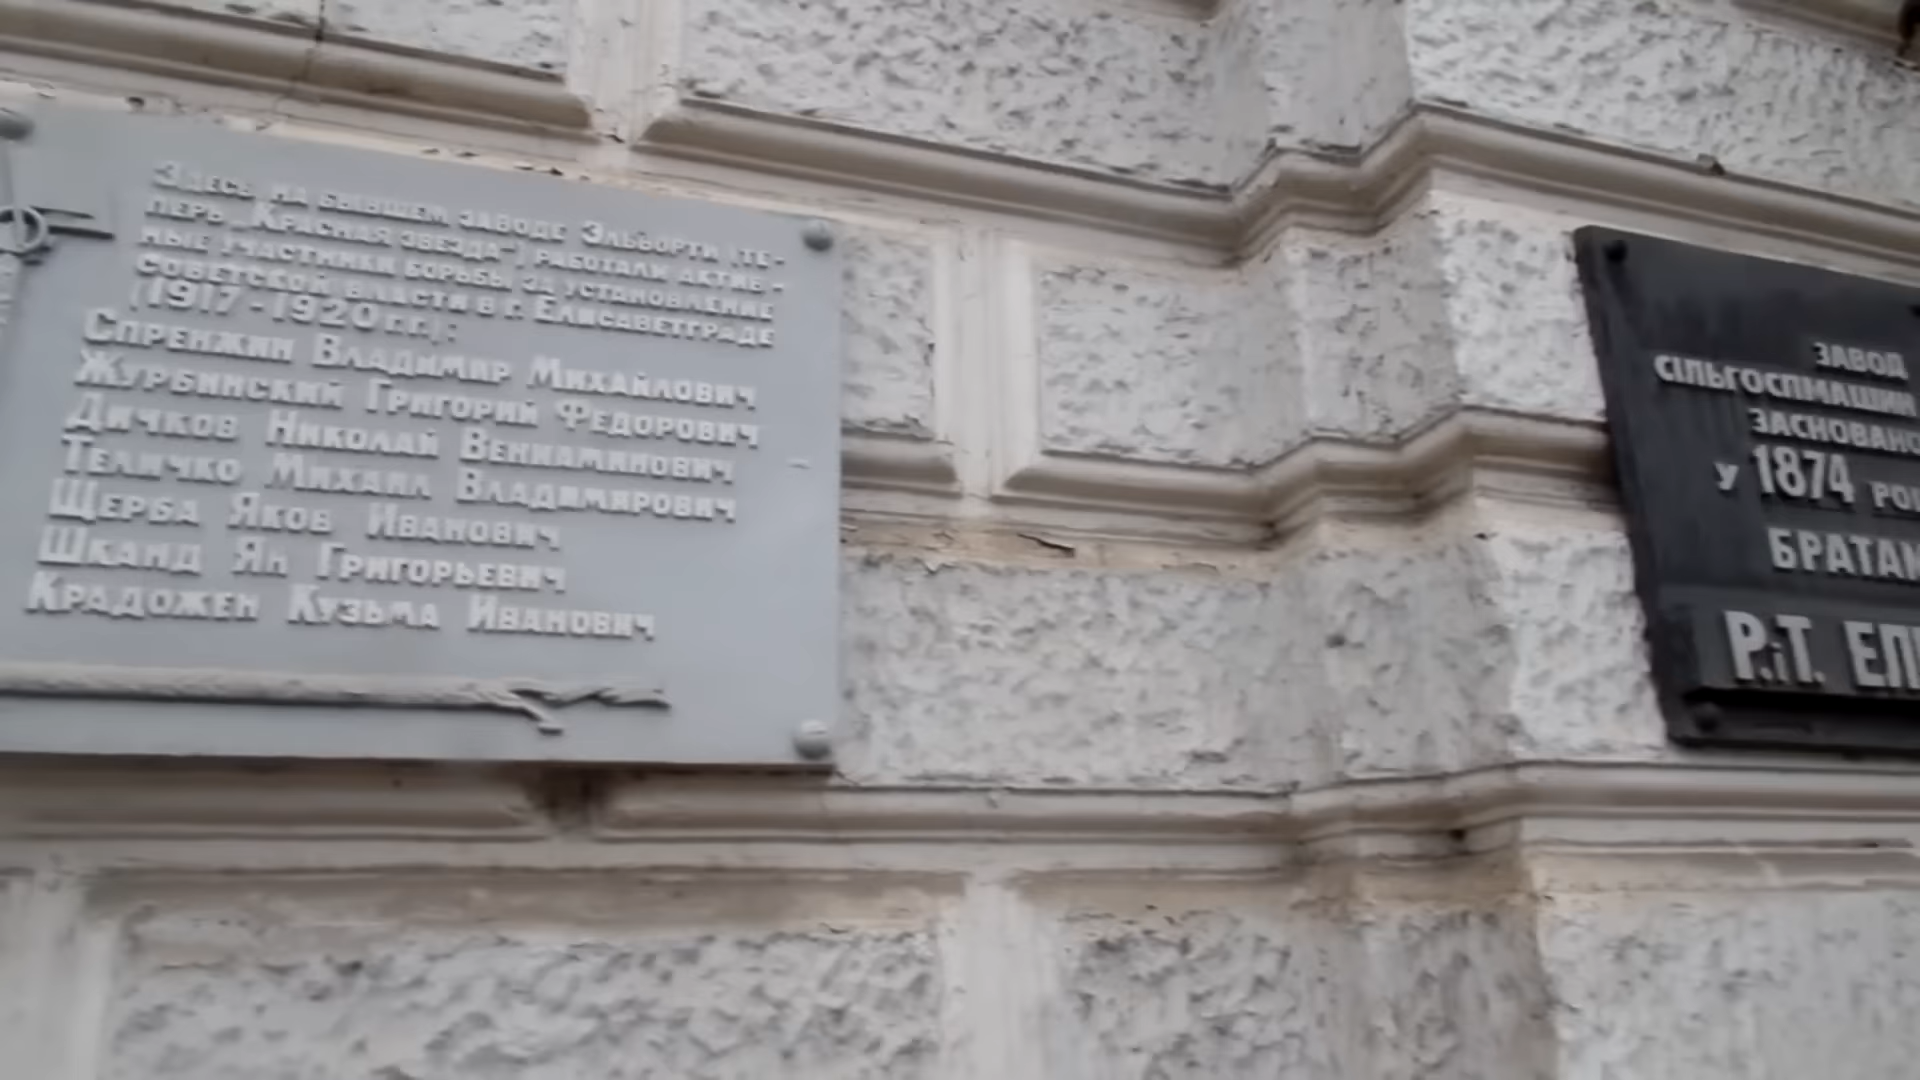 Здесь на бывшем заводе Эльворти (те-
перь „Красная звезда“) работали актив-
ные участники борьбы за установление
советской власти в г. Елисаветграде
(1917-1920 гг.):
Спренжин Владимир Михайлович
Журбинский Григорий Федорович
Дичков Николай Вениаминович
Теличко Михаил Владимирович
Щерба Яков Иванович
Шканд Ян Григорьевич
Крадожен Кузьма Иванович
ЗАВОД
СІЛЬГОСПМАШИН
ЗАСНОВАНО
У 1874
Р.іТ.